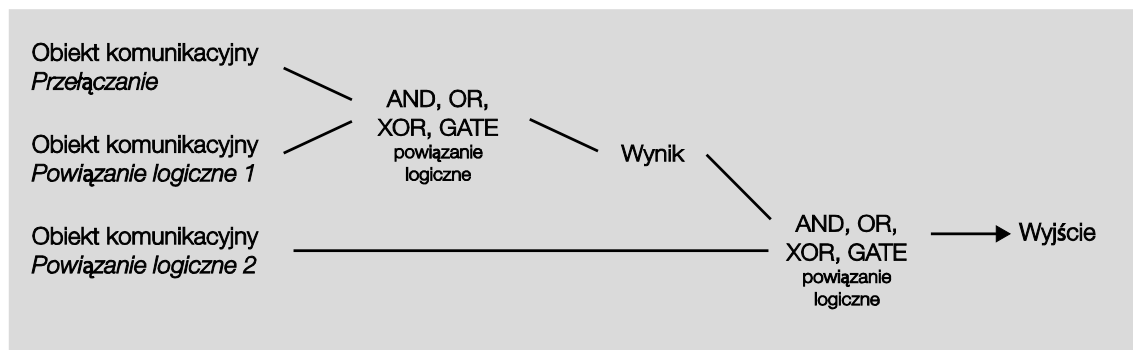 Obiekt komunikacyjny
Przełączanie
Obiekt komunikacyjny
Powiązanie logiczne 1
Obiekt komunikacyjny
Powiązanie logiczne 2
AND, OR,
XOR, GATE
powiązanie
logiczne
Wynik
AND, OR,
XOR, GATE
powiązanie
logiczne
Wyjście